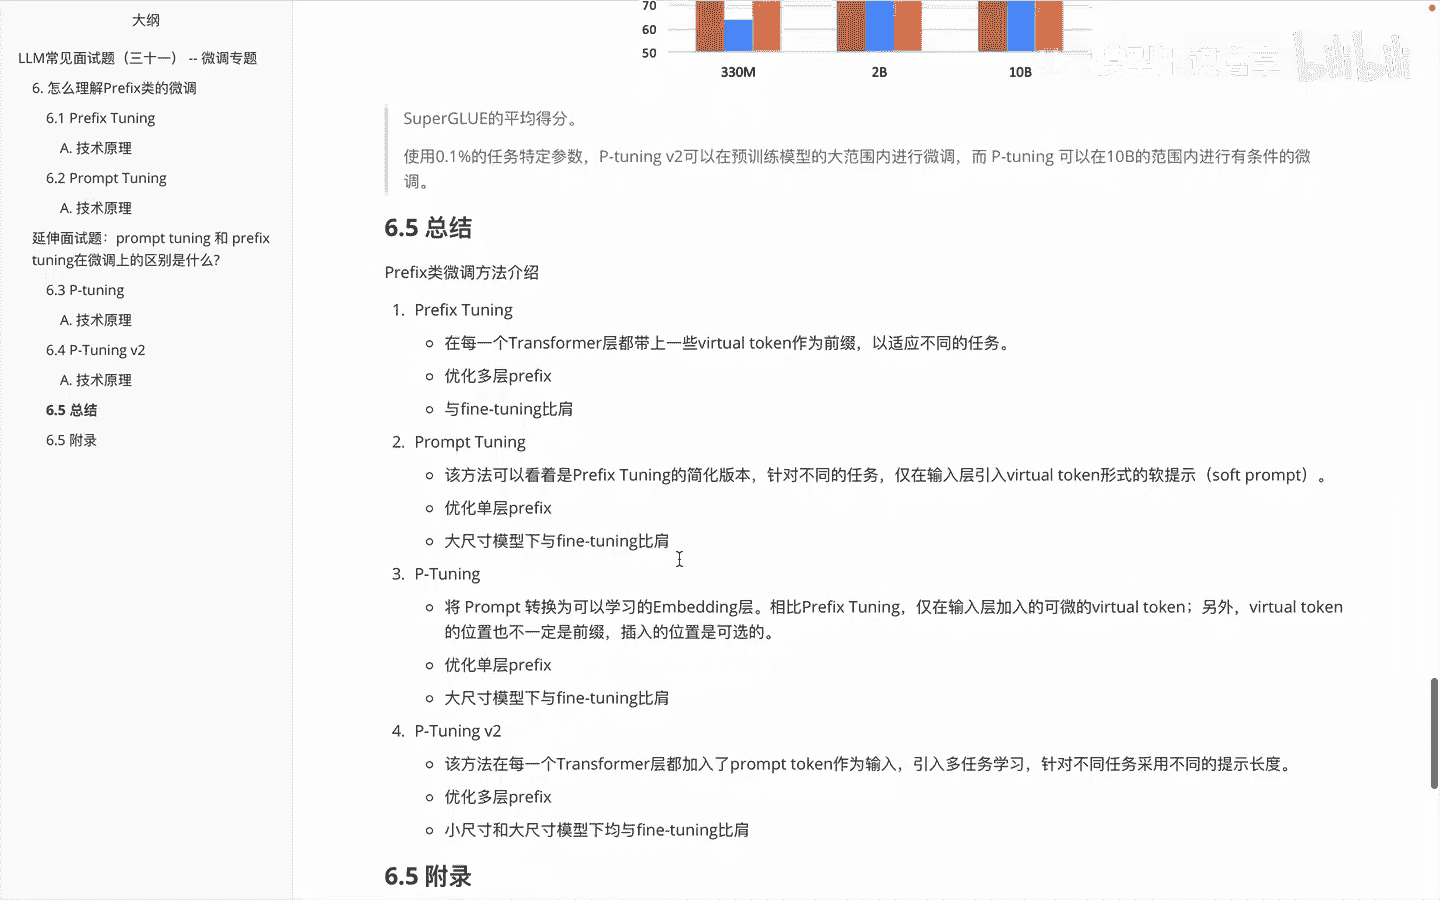 大纲
LLM常见面试题（三十一） -- 微调专题
6. 怎么理解Prefix类的微调
6.1 Prefix Tuning
A. 技术原理
6.2 Prompt Tuning
A. 技术原理
延伸面试题：prompt tuning 和 prefix
tuning在微调上的区别是什么?
6.3 P-tuning
A. 技术原理
6.4 P-Tuning v2
A. 技术原理
6.5 总结
6.5 附录
70
60
50
330M
2B
10B
bilibili
SuperGLUE的平均得分。
使用0.1%的任务特定参数，P-tuning v2可以在预训练模型的大范围内进行微调，而 P-tuning 可以在10B的范围内进行有条件的微
调。
6.5 总结
Prefix类微调方法介绍
1. Prefix Tuning
在每一个Transformer层都带上一些virtual token作为前缀，以适应不同的任务。
优化多层prefix
与fine-tuning比肩
2. Prompt Tuning
该方法可以看着是Prefix Tuning的简化版本，针对不同的任务，仅在输入层引入virtual token形式的软提示（soft prompt）。
优化单层prefix
大尺寸模型下与fine-tuning比肩
3. P-Tuning
将 Prompt 转换为可以学习的Embedding层。相比Prefix Tuning，仅在输入层加入的可微的virtual token；另外，virtual token
的位置也不一定是前缀，插入的位置是可选的。
优化单层prefix
大尺寸模型下与fine-tuning比肩
4. P-Tuning v2
该方法在每一个Transformer层都加入了prompt token作为输入，引入多任务学习，针对不同任务采用不同的提示长度。
优化多层prefix
小尺寸和大尺寸模型下均与fine-tuning比肩
6.5 附录